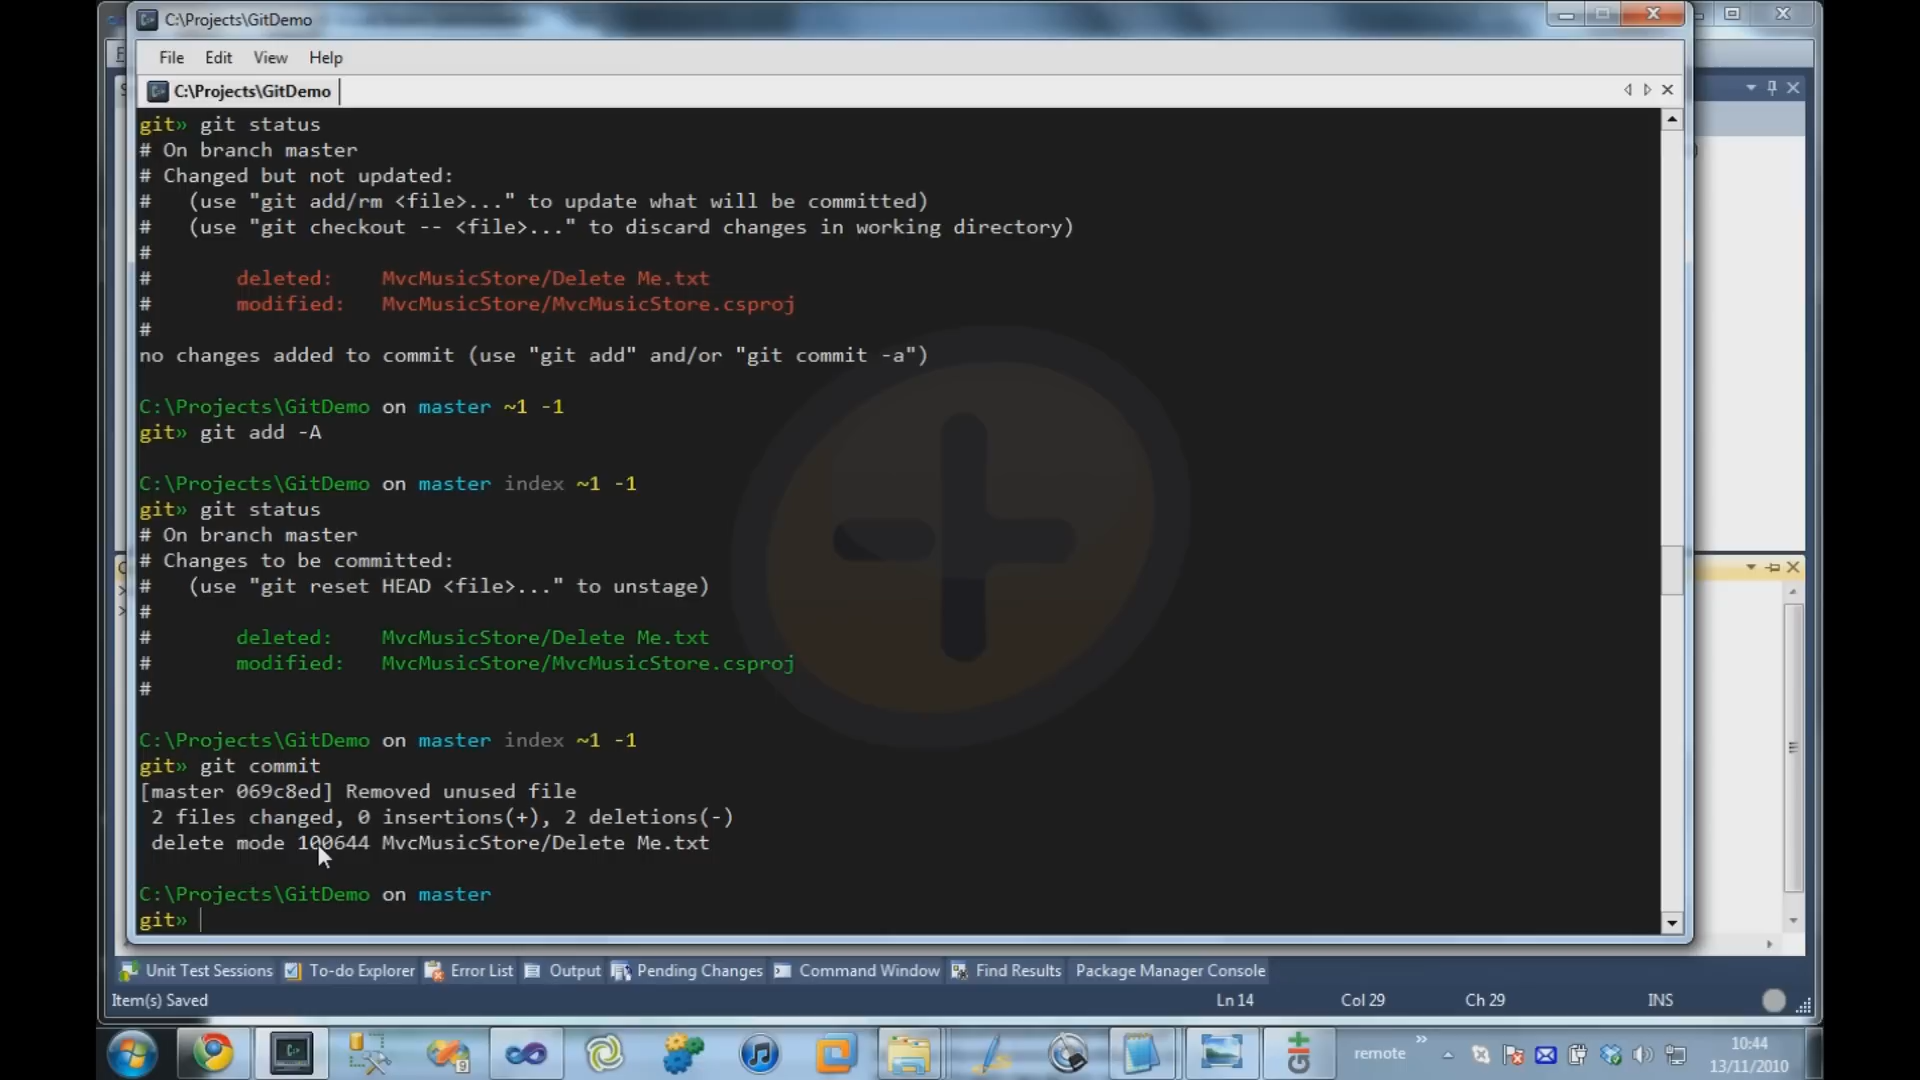 C:\Projects\GitDemo
File Edit View Help
C:\Projects\GitDemo
git» git status
# On branch master
# Changed but not updated:
#   (use "git add/rm <file>..." to update what will be committed)
#   (use "git checkout -- <file>..." to discard changes in working directory)
#
#       deleted:    MvcMusicStore/Delete Me.txt
#       modified:   MvcMusicStore/MvcMusicStore.csproj
#
no changes added to commit (use "git add" and/or "git commit -a")
C:\Projects\GitDemo on master ~1 -1
git» git add -A
C:\Projects\GitDemo on master index ~1 -1
git» git status
# On branch master
# Changes to be committed:
#   (use "git reset HEAD <file>..." to unstage)
#
#       deleted:    MvcMusicStore/Delete Me.txt
#       modified:   MvcMusicStore/MvcMusicStore.csproj
#
C:\Projects\GitDemo on master index ~1 -1
git» git commit
[master 069c8ed] Removed unused file
2 files changed, 0 insertions(+), 2 deletions(-)
delete mode 100644 MvcMusicStore/Delete Me.txt
C:\Projects\GitDemo on master
git»
Unit Test Sessions To-do Explorer Error List Output Pending Changes Command Window Find Results Package Manager Console
Item(s) Saved Ln 14 Col 29 Ch 29 INS
remote » 10:44
13/11/2010